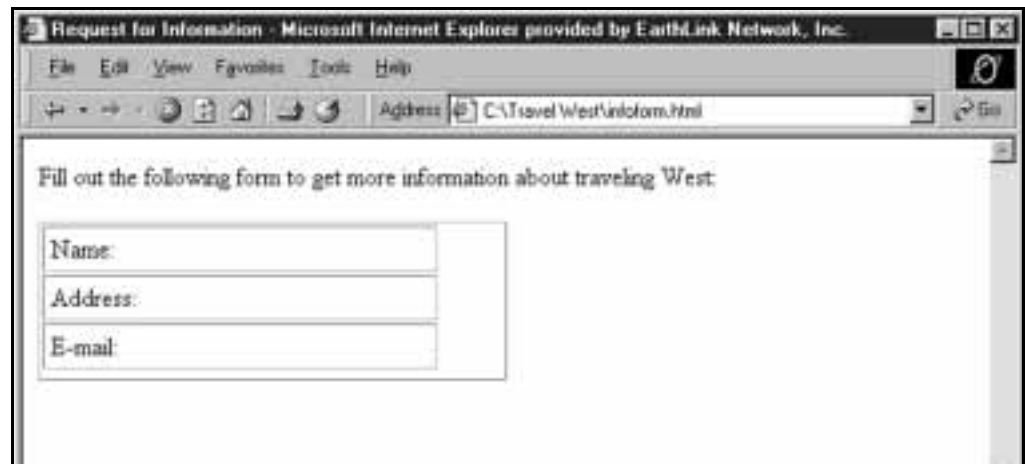 Request for Information - Microsoft Internet Explorer provided by EarthLink Network, Inc.
File Edit View Favorites Tools Help
Address C:\Travel West\infoform.html Go
Fill out the following form to get more information about traveling West:
Name:
Address:
E-mail: